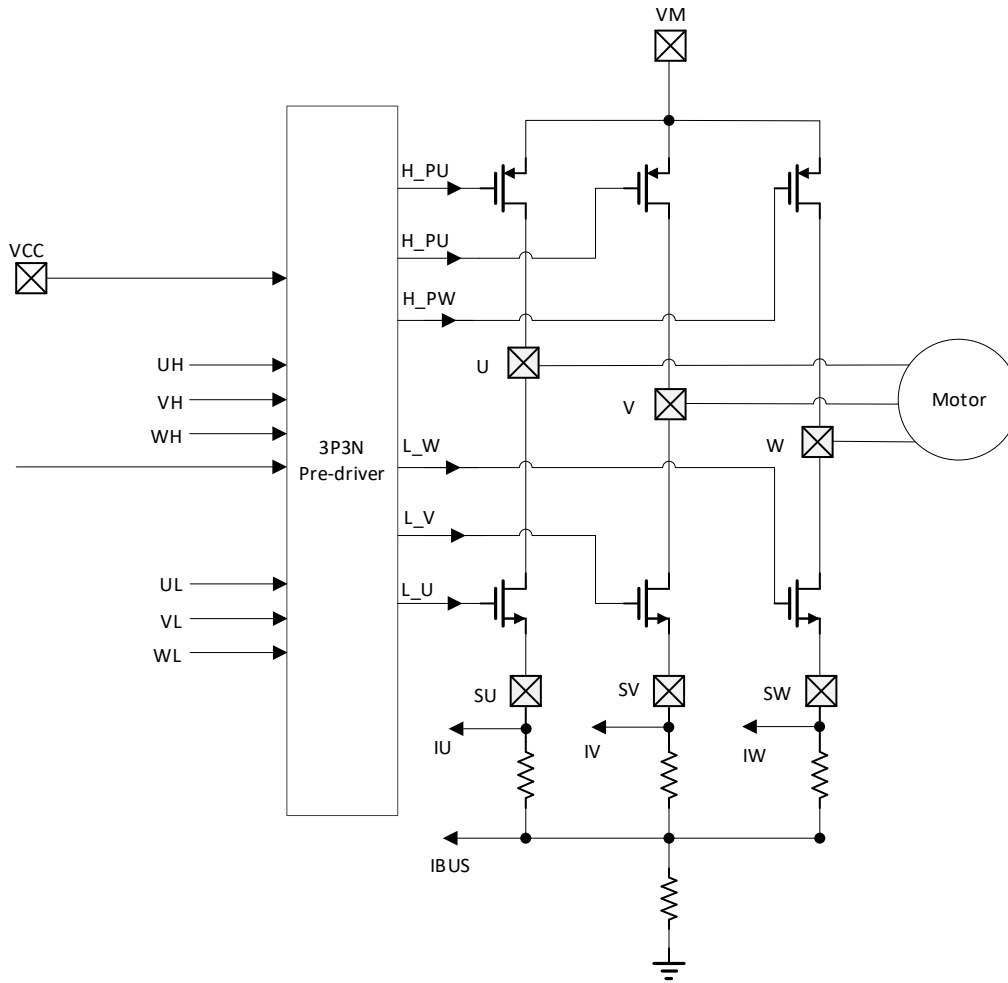 VM
H_PU
H_PU
VCC
H_PW
UH
U
VH
V
Motor
WH
W
3P3N
Pre-driver
L_W
L_V
UL
L_U
VL
WL
SU
SV
SW
IU
IV
IW
IBUS